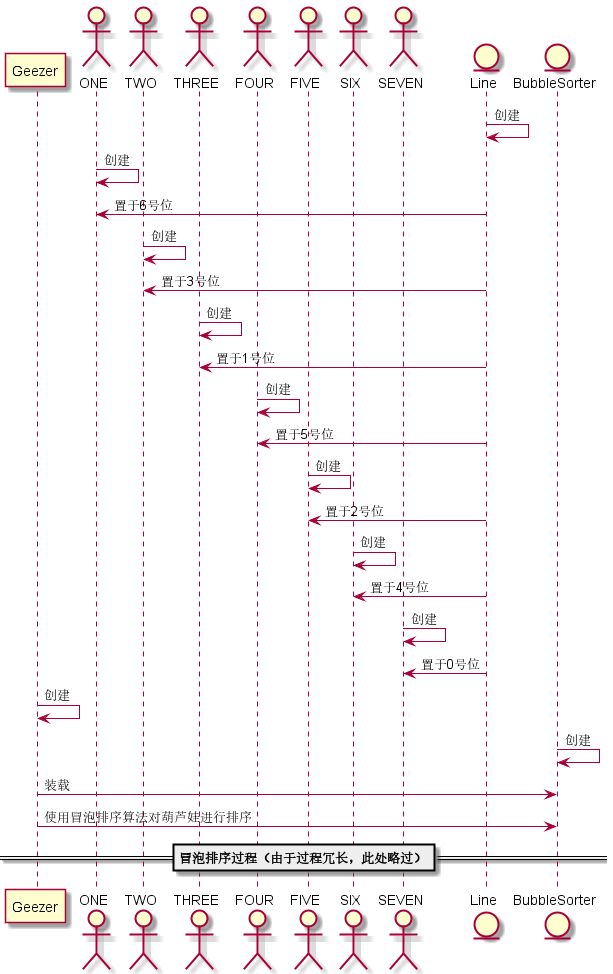 Geezer
ONE
TWO
THREE
FOUR
FIVE
SIX
SEVEN
Line
BubbleSorter
创建
创建
置于6号位
创建
置于3号位
创建
置于1号位
创建
置于5号位
创建
置于2号位
创建
置于4号位
创建
置于0号位
创建
创建
装载
使用冒泡排序算法对葫芦娃进行排序
冒泡排序过程（由于过程冗长，此处略过）
Geezer
ONE
TWO
THREE
FOUR
FIVE
SIX
SEVEN
Line
BubbleSorter